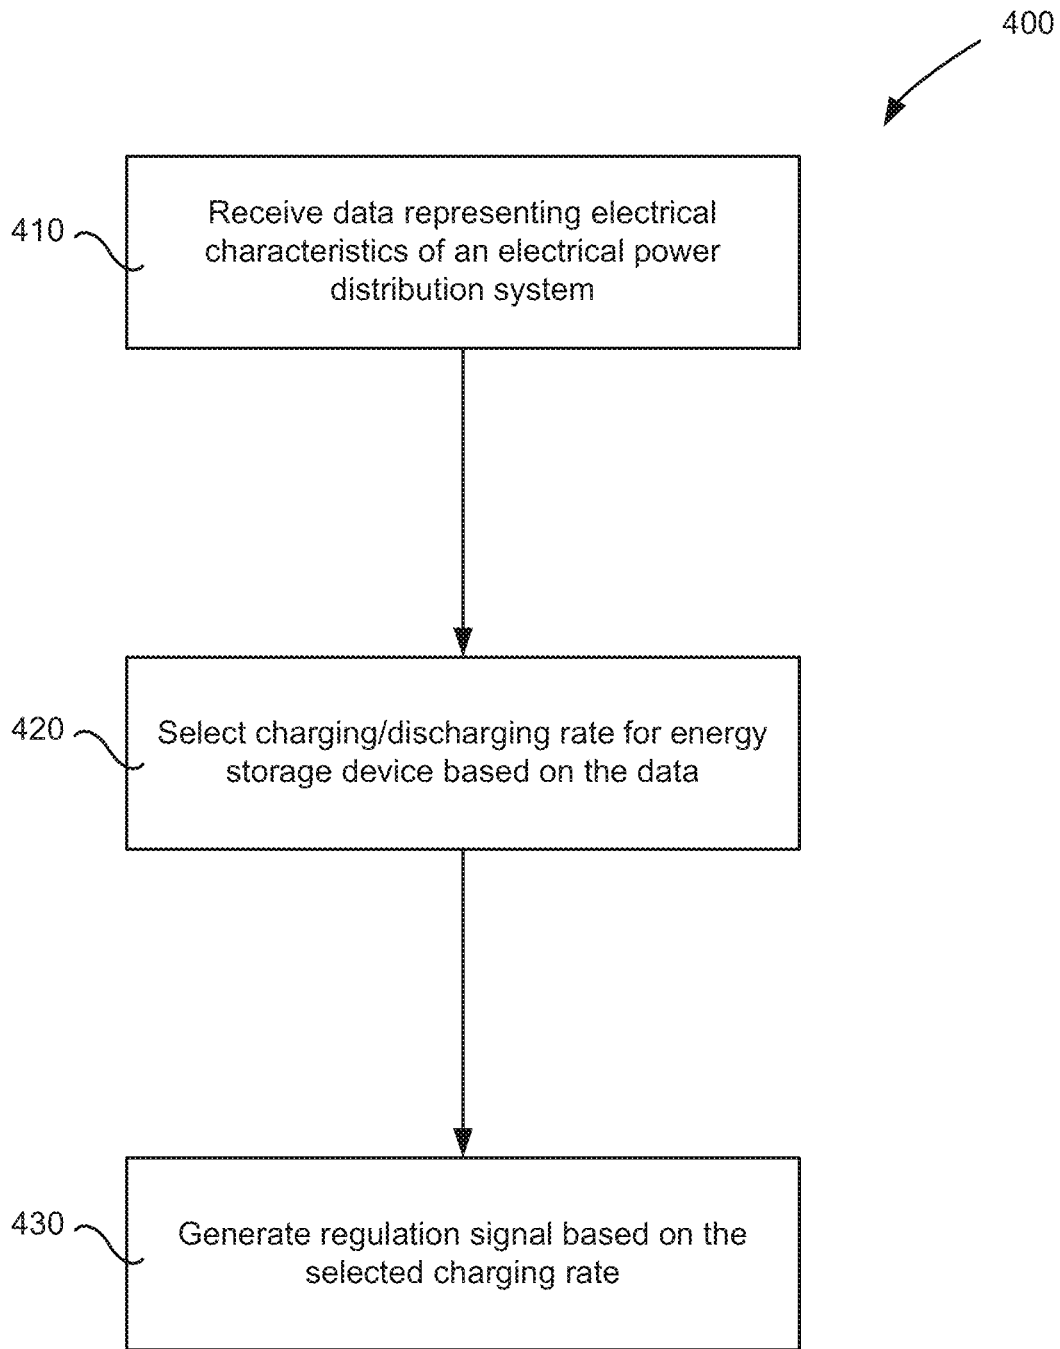 400
410
Receive data representing electrical
characteristics of an electrical power
distribution system
420
Select charging/discharging rate for energy
storage device based on the data
430
Generate regulation signal based on the
selected charging rate